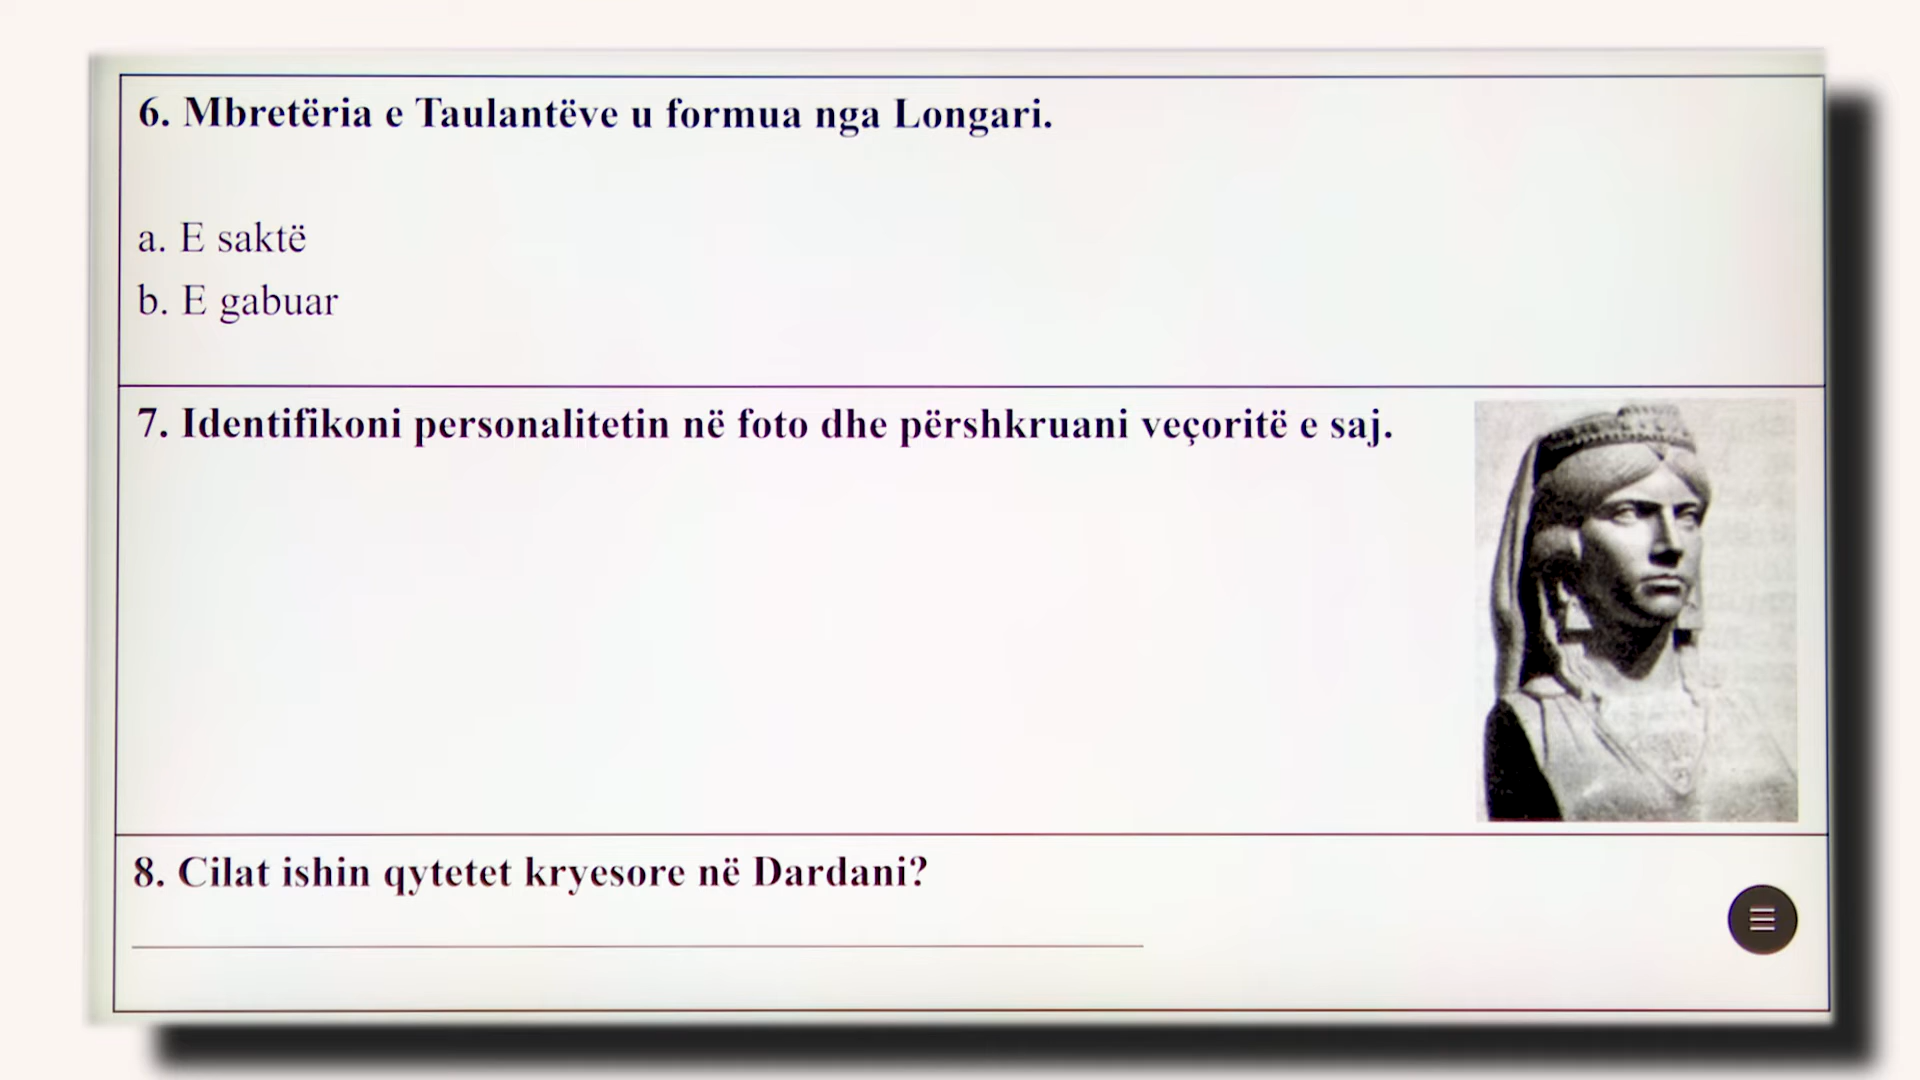 6. Mbretëria e Taulantëve u formua nga Longari.
a. E saktë
b. E gabuar
7. Identifikoni personalitetin në foto dhe përshkruani veçoritë e saj.
8. Cilat ishin qytetet kryesore në Dardani?